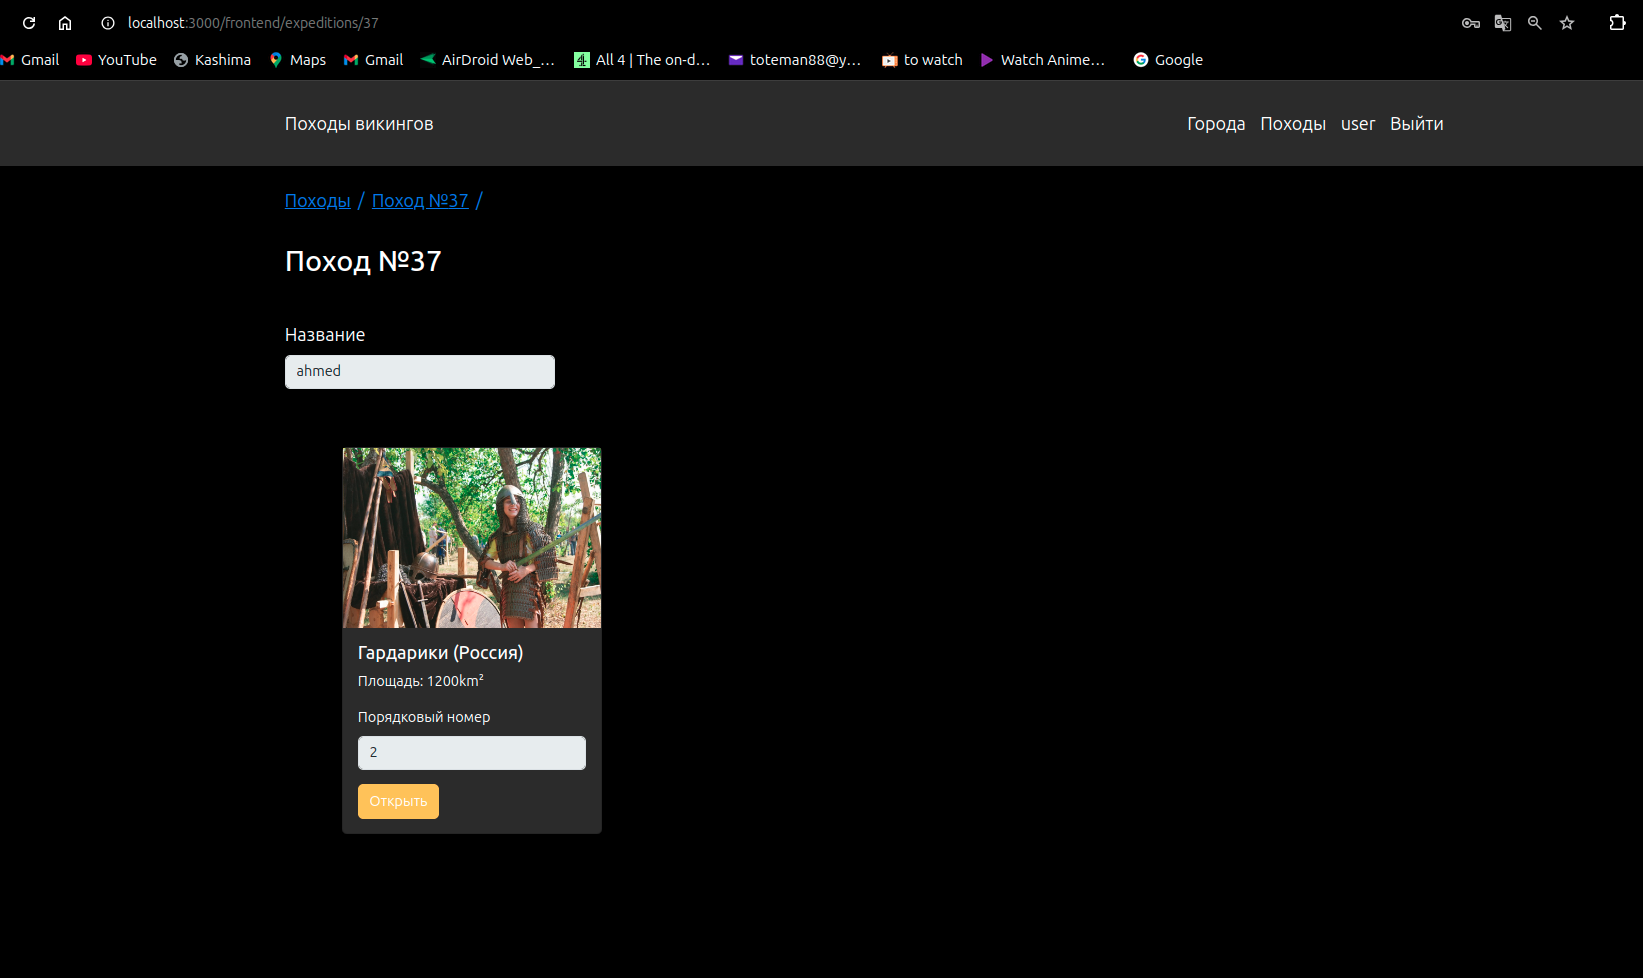 localhost:3000/frontend/expeditions/37
Gmail YouTube Kashima Maps Gmail AirDroid Web_... All 4 | The on-d... toteman88@y... to watch Watch Anime... Google
Походы викингов Города Походы user Выйти
Походы / Поход №37 /
Поход №37
Название
ahmed
Гардарики (Россия)
Площадь: 1200km²
Порядковый номер
2
Открыть